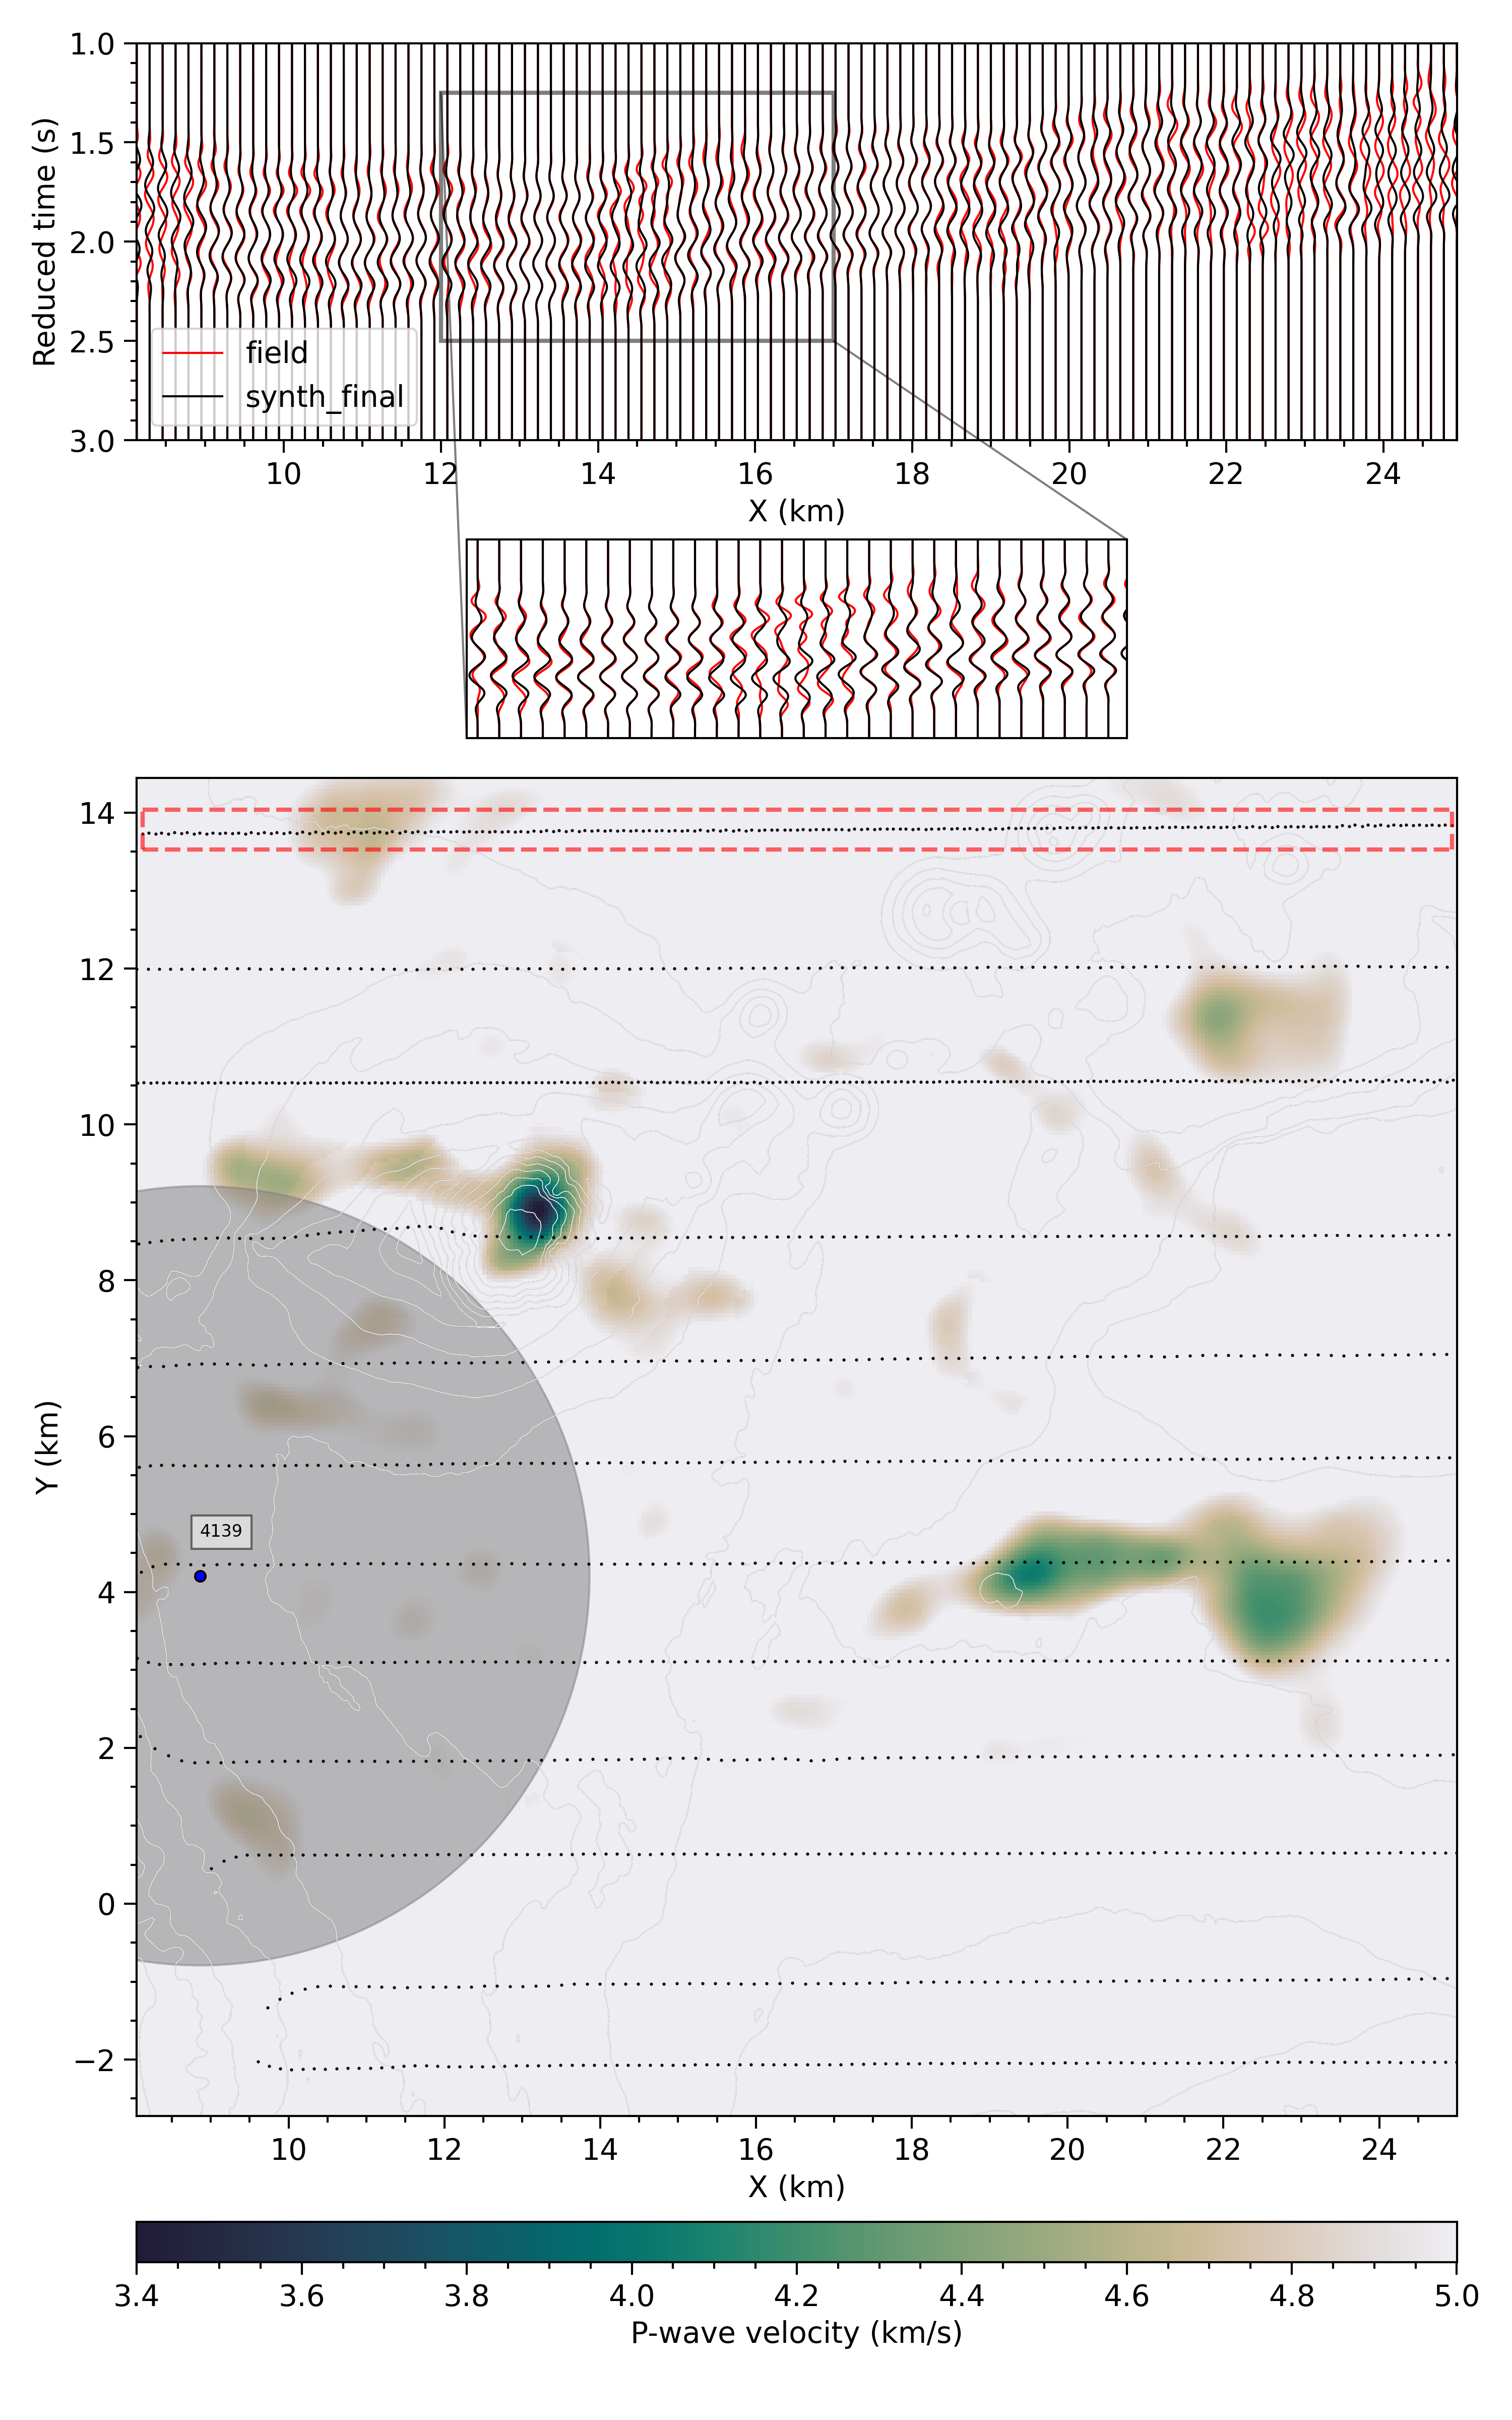 1.0
1.5
2.0
2.5
3.0
Reduced time (s)
field
synth_final
10 12 14 16 18 20 22 24
X (km)
14
12
10
8
6
4
2
0
−2
Y (km)
4139
10 12 14 16 18 20 22 24
X (km)
3.4 3.6 3.8 4.0 4.2 4.4 4.6 4.8 5.0
P-wave velocity (km/s)